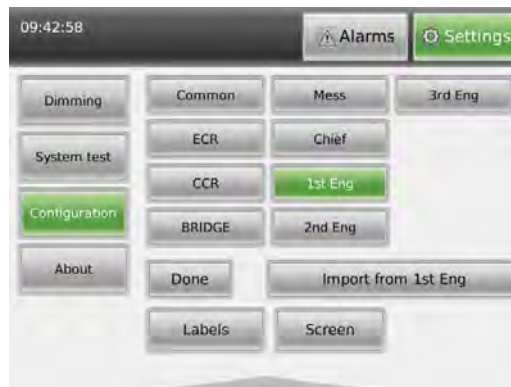 09:42:58
Alarms
Settings
Dimming
Common
Mess
3rd Eng
System test
ECR
Chief
CCR
1st Eng
Configuration
BRIDGE
2nd Eng
About
Done
Import from 1st Eng
Labels
Screen